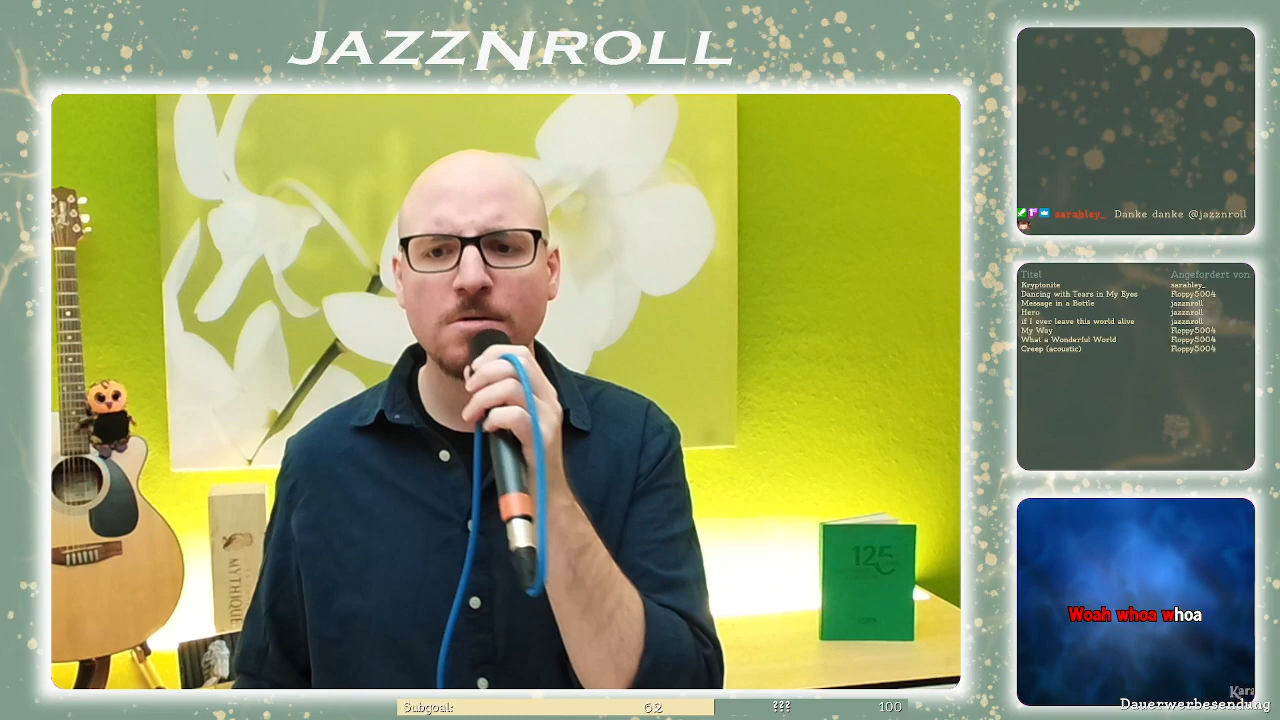 JAZZNROLL
sarahley_ Danke danke @jazznroll
Titel Angefordert von
Kryptonite sarahley_
Dancing with Tears in My Eyes Floppy5004
Message in a Bottle jazznroll
Hero jazznroll
if I ever leave this world alive jazznroll
My Way Floppy5004
What a Wonderful World Floppy5004
Creep (acoustic) Floppy5004
MYTHIQUE
125
Woah whoa whoa
Kara
Dauerwerbesendung
Subgoal: 62 ??? 100